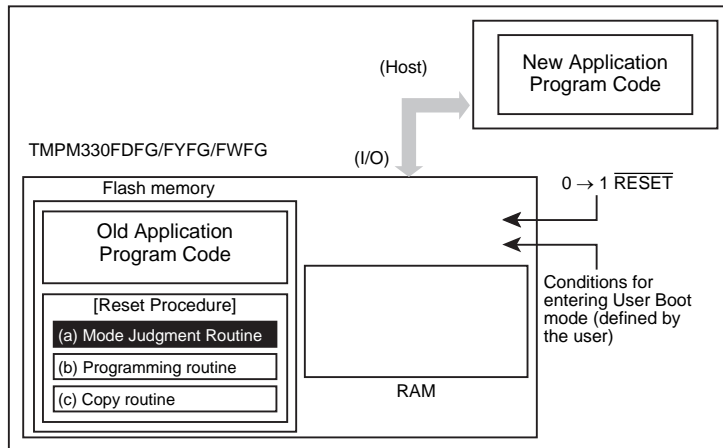 New Application
Program Code
(Host)
TMPM330FDFG/FYFG/FWFG
(I/O)
0 → 1 RESET
Flash memory
Old Application
Program Code
[Reset Procedure]
(a) Mode Judgment Routine
(b) Programming routine
(c) Copy routine
RAM
Conditions for
entering User Boot
mode (defined by
the user)